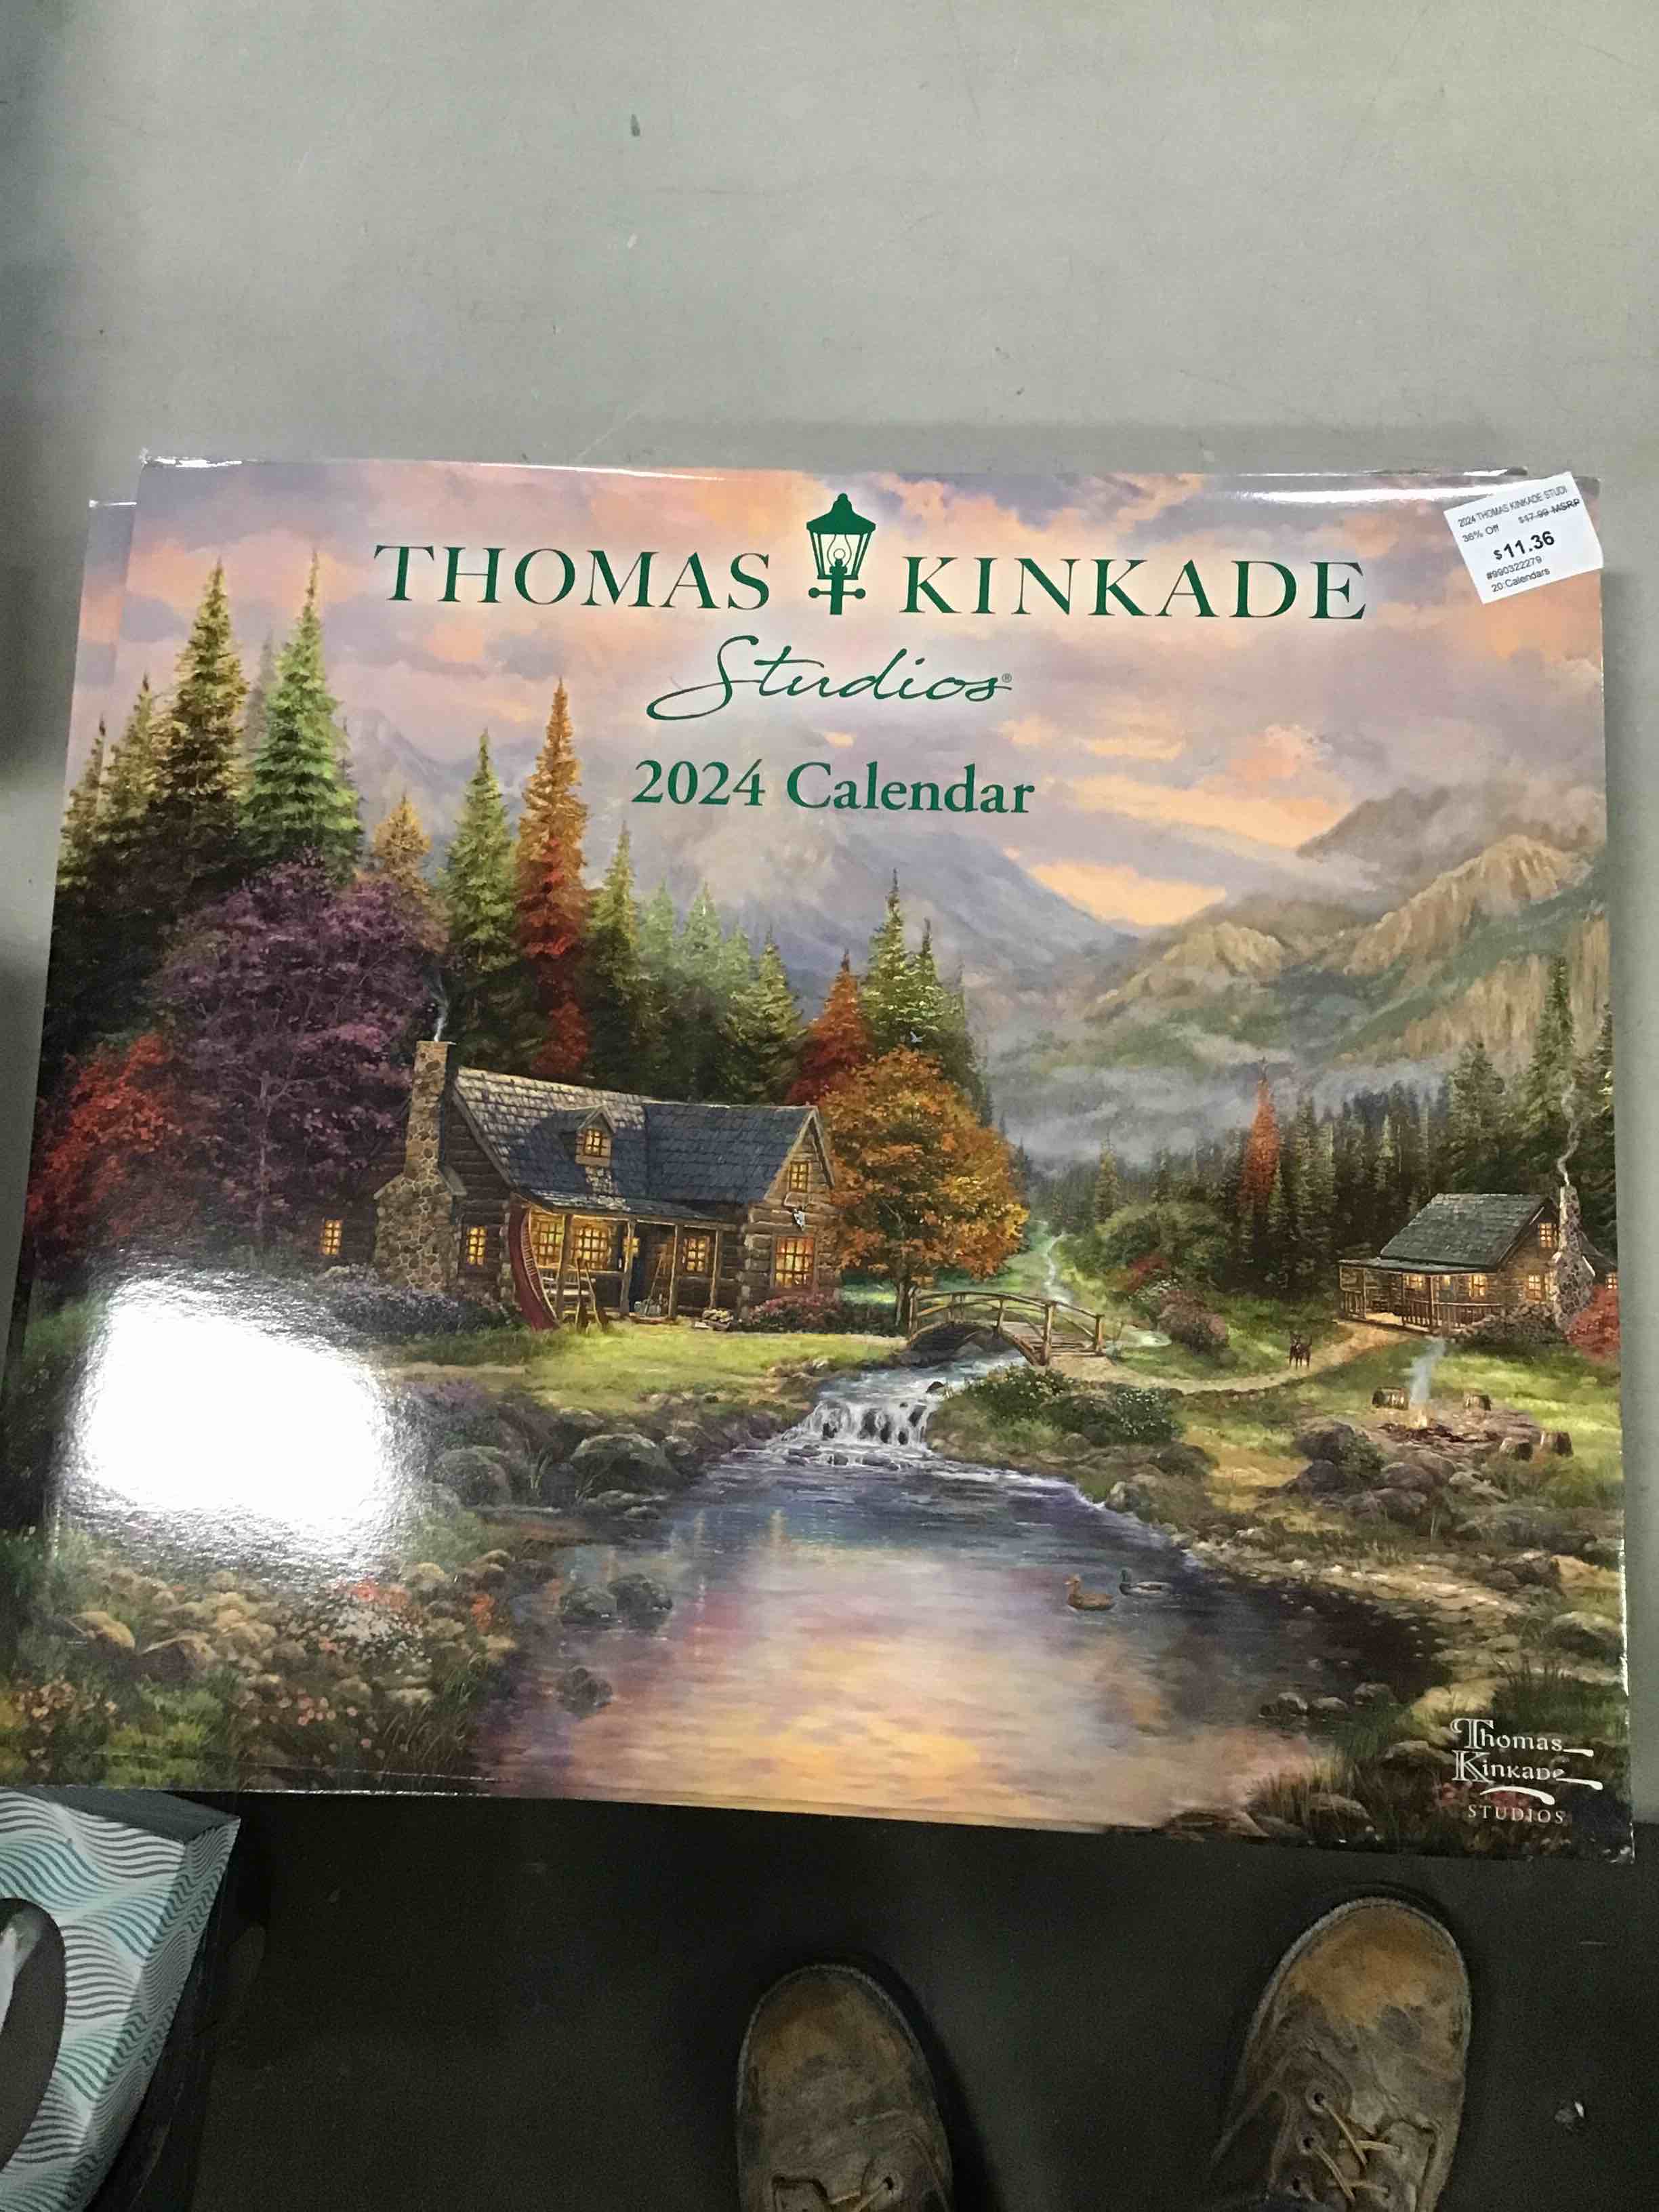 THOMAS KINKADE
Studios®
2024 Calendar
2024 THOMAS KINKADE STUDI
36% Off $17.99 MSRP
$11.36
#990322279
20:Calendars
Thomas
Kinkade
STUDIOS